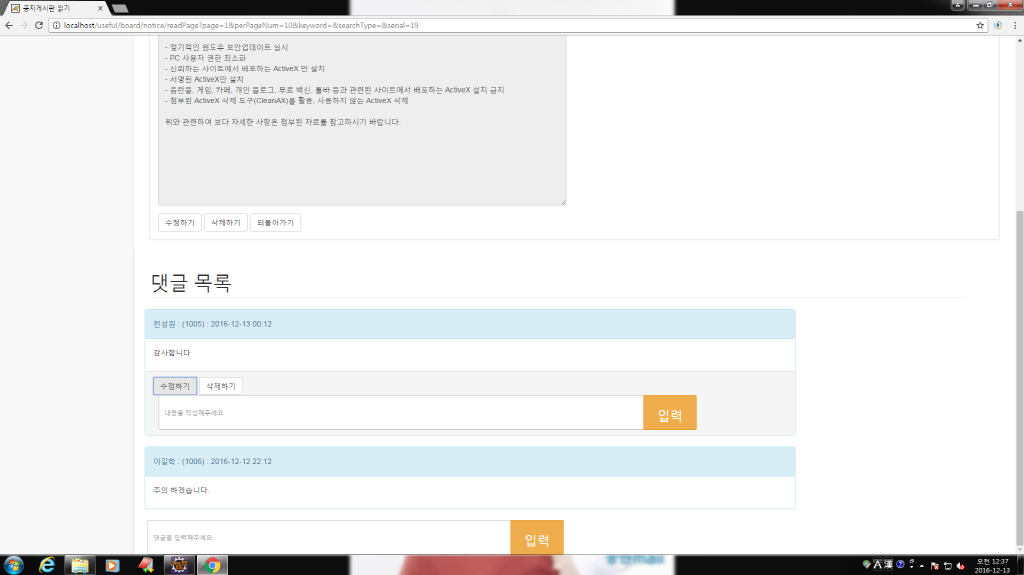 공지게시판 읽기
localhost/useful/board/notice/readPage?page=1&perPageNum=10&keyword=&searchType=&serial=19
- 정기적인 윈도우 보안업데이트 실시
- PC 사용자 권한 최소화
- 신뢰하는 사이트에서 배포하는 ActiveX 만 설치
- 서명된 ActiveX만 설치
- 음란물, 게임, 카페, 개인 블로그, 무료 백신, 툴바 등과 관련된 사이트에서 배포하는 ActiveX 설치 금지
- 첨부된 ActiveX 삭제 도구(CleanAX)를 활용, 사용하지 않는 ActiveX 삭제
위와 관련하여 보다 자세한 사항은 첨부된 자료를 참고하시기 바랍니다.
수정하기 삭제하기 되돌아가기
댓글 목록
전성원 : (1005) : 2016-12-13 00:12
감사합니다
수정하기 삭제하기
내용을 작성해주세요 입력
이길학 : (1006) : 2016-12-12 22:12
주의 하겠습니다.
댓글을 입력해주세요 입력
A 漢
오전 12:37
2016-12-13